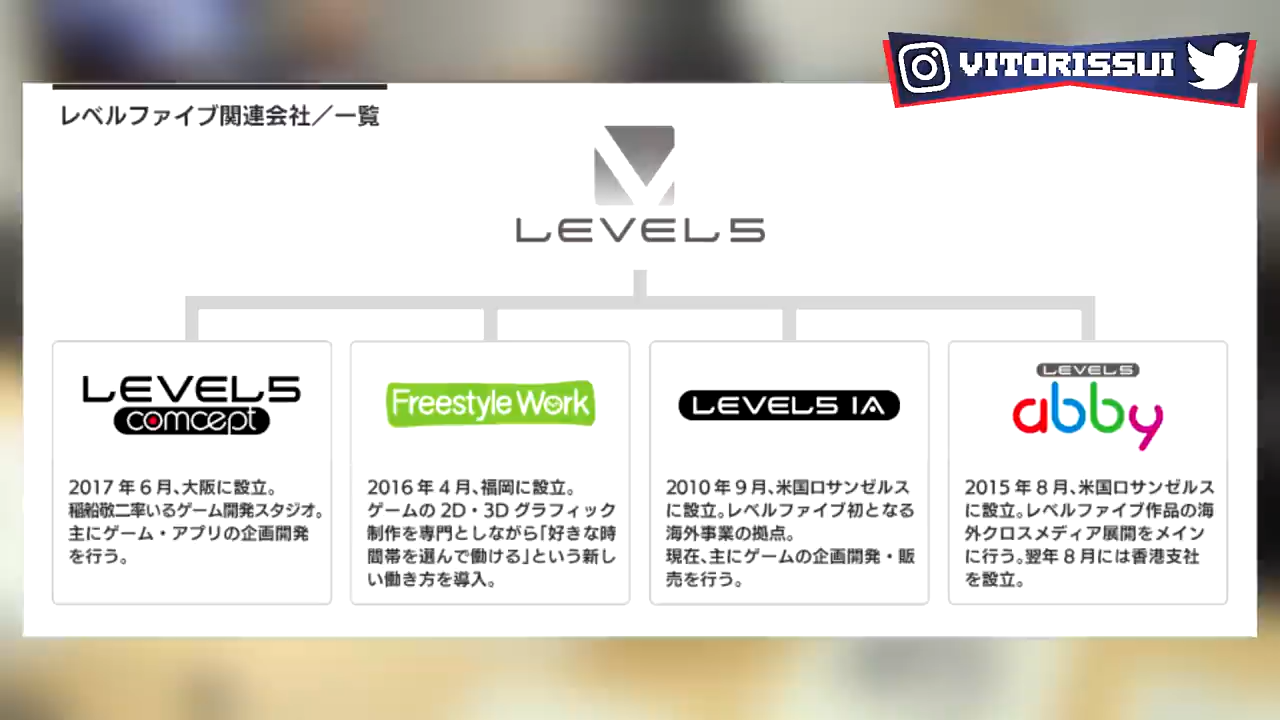 VITORISSUI
レベルファイブ関連会社／一覧
LEVEL5
LEVEL5
comcept
2017年6月、大阪に設立。
稲船敬二率いるゲーム開発スタジオ。
主にゲーム・アプリの企画開発
を行う。
Freestyle Work
2016年4月、福岡に設立。
ゲームの2D・3Dグラフィック
制作を専門としながら「好きな時
間帯を選んで働ける」という新し
い働き方を導入。
LEVEL5 IA
2010年9月、米国ロサンゼルス
に設立。レベルファイブ初となる
海外事業の拠点。
現在、主にゲームの企画開発・販
売を行う。
LEVEL5
abby
2015年8月、米国ロサンゼルス
に設立。レベルファイブ作品の海
外クロスメディア展開をメイン
に行う。翌年8月には香港支社
を設立。